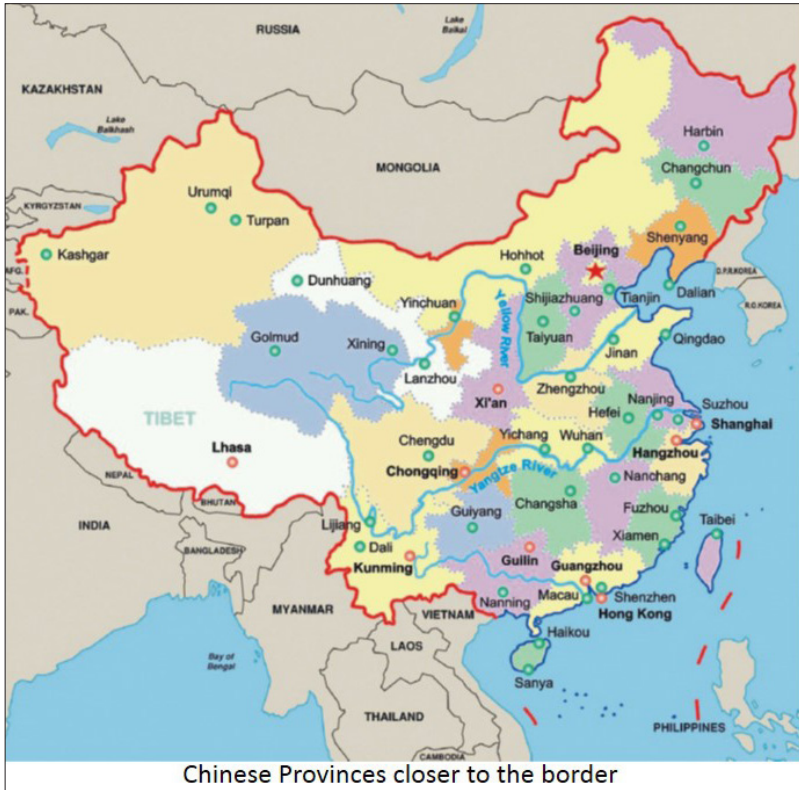 RUSSIA
Lake
Baikal
KAZAKHSTAN
Lake
Balkhash
MONGOLIA
Harbin
Changchun
Urumqi
Turpan
KYRGYZSTAN
Shenyang
Beijing
Kashgar
Hohhot
AFG.
Dunhuang
D.P.R.KOREA
Yinchuan
Yellow River
Shijiazhuang
Tianjin
Dalian
PAK.
R.O.KOREA
Golmud
Xining
Taiyuan
Jinan
Qingdao
Lanzhou
Zhengzhou
Xi'an
Nanjing
Suzhou
TIBET
Hefei
Shanghai
Chengdu
Yichang
Wuhan
Hangzhou
Lhasa
Chongqing
Yangtze River
Nanchang
NEPAL
Changsha
BHUTAN
Guiyang
Fuzhou
INDIA
Lijiang
Taibei
Xiamen
Dali
BANGLADESH
Guilin
Kunming
Guangzhou
Macau
Shenzhen
Nanning
MYANMAR
VIETNAM
Hong Kong
Haikou
LAOS
Bay of
Bengal
Sanya
THAILAND
PHILIPPINES
CAMBODIA
Chinese Provinces closer to the border